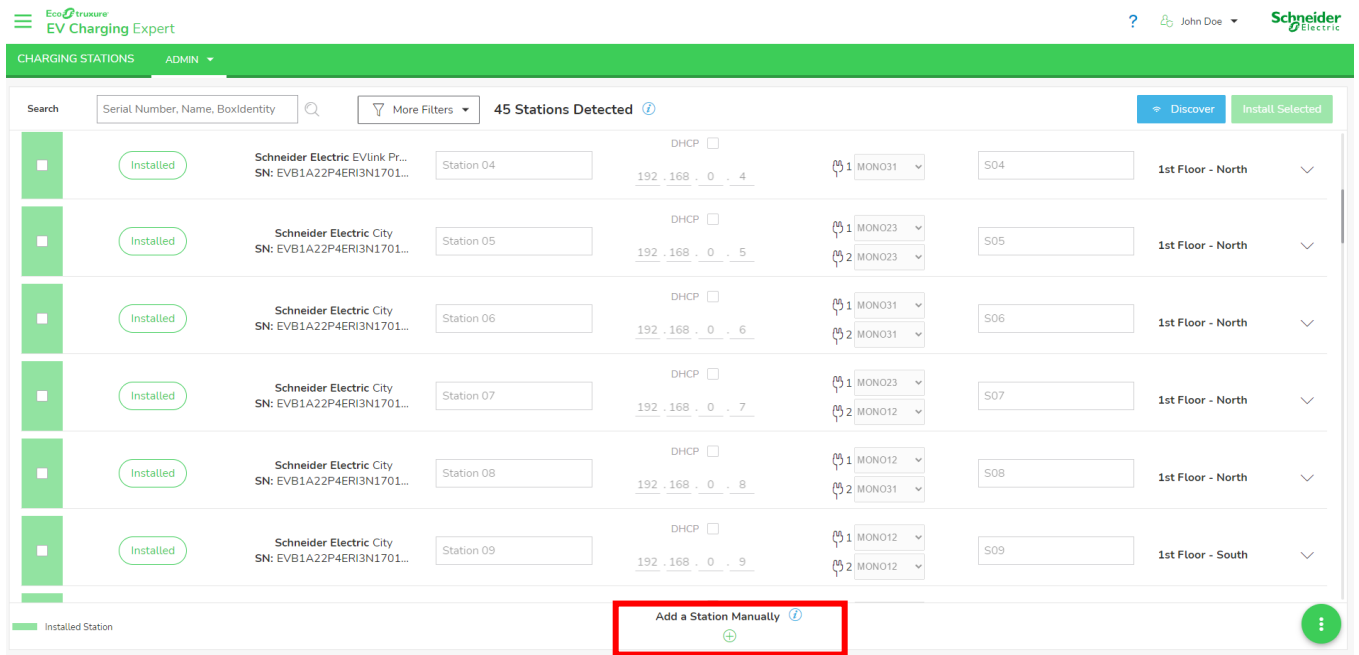 EcoStruxure
EV Charging Expert
? John Doe
Schneider Electric
CHARGING STATIONS ADMIN
Search Serial Number, Name, BoxIdentity More Filters 45 Stations Detected i Discover Install Selected
DHCP
Installed Schneider Electric EVlink Pr... Station 04 1 MONO31 S04 1st Floor - North
SN: EVB1A22P4ERI3N1701... 192 . 168 . 0 . 4
DHCP
Installed Schneider Electric City Station 05 1 MONO23 S05 1st Floor - North
SN: EVB1A22P4ERI3N1701... 192 . 168 . 0 . 5 2 MONO23
DHCP
Installed Schneider Electric City Station 06 1 MONO31 S06 1st Floor - North
SN: EVB1A22P4ERI3N1701... 192 . 168 . 0 . 6 2 MONO31
DHCP
Installed Schneider Electric City Station 07 1 MONO23 S07 1st Floor - North
SN: EVB1A22P4ERI3N1701... 192 . 168 . 0 . 7 2 MONO12
DHCP
Installed Schneider Electric City Station 08 1 MONO12 S08 1st Floor - North
SN: EVB1A22P4ERI3N1701... 192 . 168 . 0 . 8 2 MONO31
DHCP
Installed Schneider Electric City Station 09 1 MONO12 S09 1st Floor - South
SN: EVB1A22P4ERI3N1701... 192 . 168 . 0 . 9 2 MONO12
Installed Station Add a Station Manually i